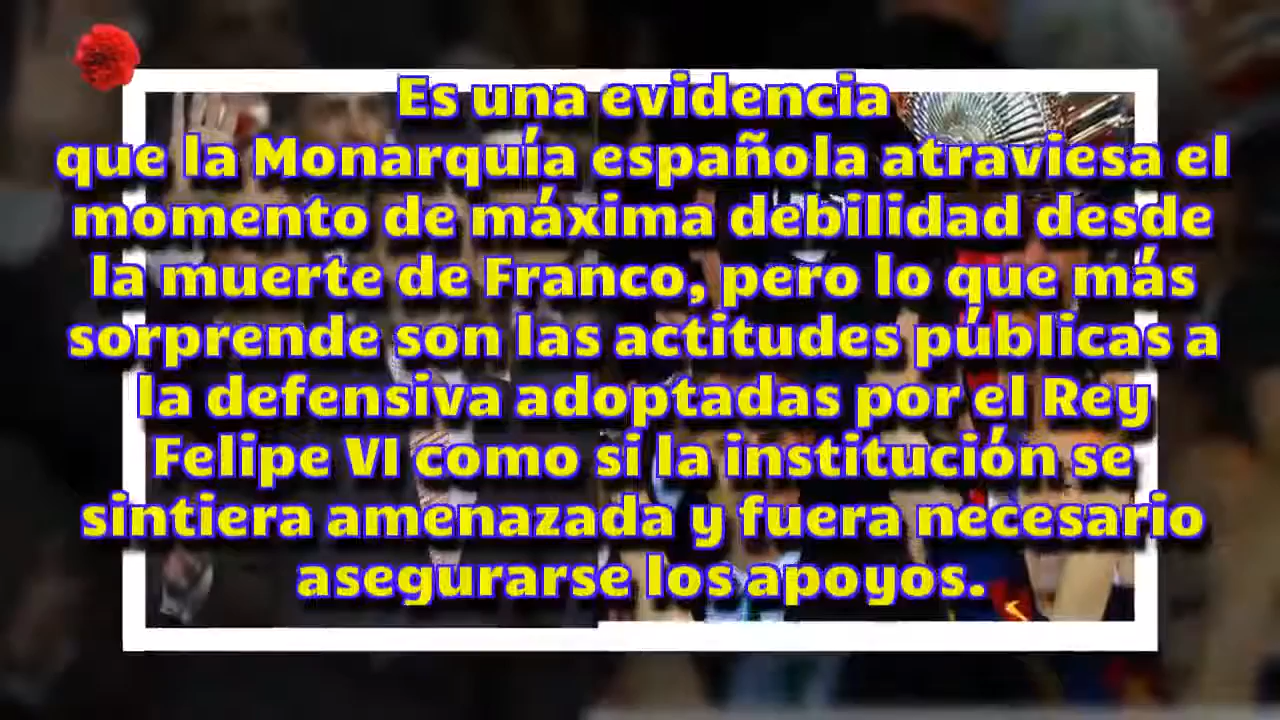 Es una evidencia
que la Monarquía española atraviesa el
momento de máxima debilidad desde
la muerte de Franco, pero lo que más
sorprende son las actitudes públicas a
la defensiva adoptadas por el Rey
Felipe VI como si la institución se
sintiera amenazada y fuera necesario
asegurarse los apoyos.